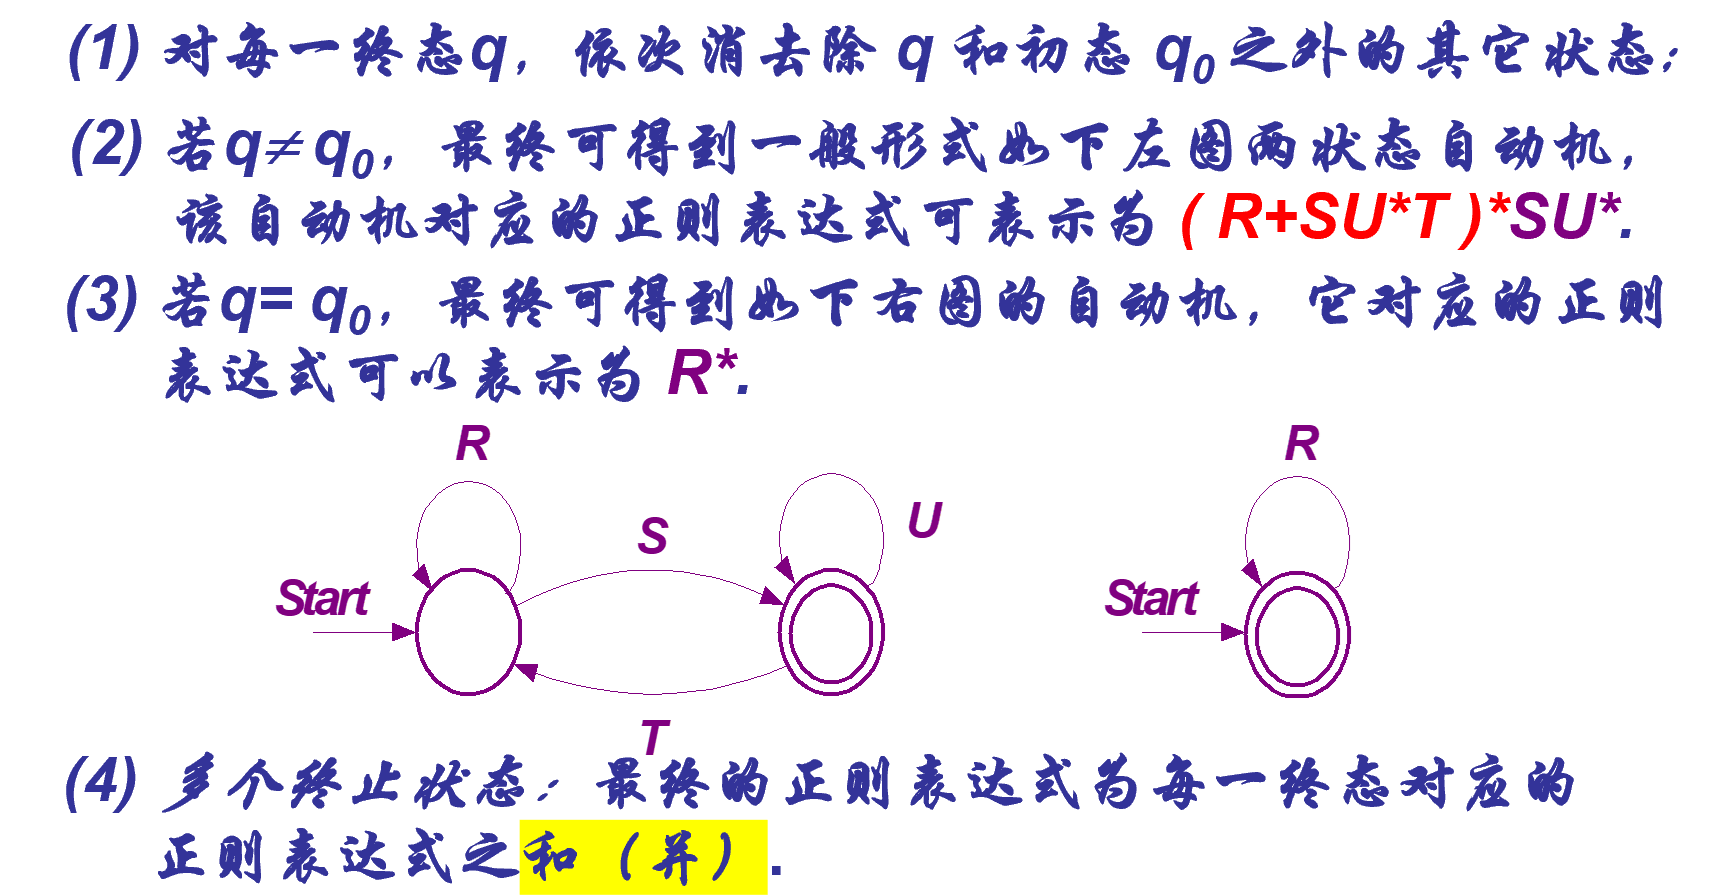 (1) 对每一终态q，依次消去除 q 和初态 q₀ 之外的其它状态；
(2) 若q≠q₀，最终可得到一般形式如下左图两状态自动机，
该自动机对应的正则表达式可表示为 ( R+SU*T )*SU*.
(3) 若q= q₀，最终可得到如下右图的自动机，它对应的正则
表达式可以表示为 R*.
R
S
U
Start
T
R
Start
(4) 多个终止状态：最终的正则表达式为每一终态对应的
正则表达式之和（并）.